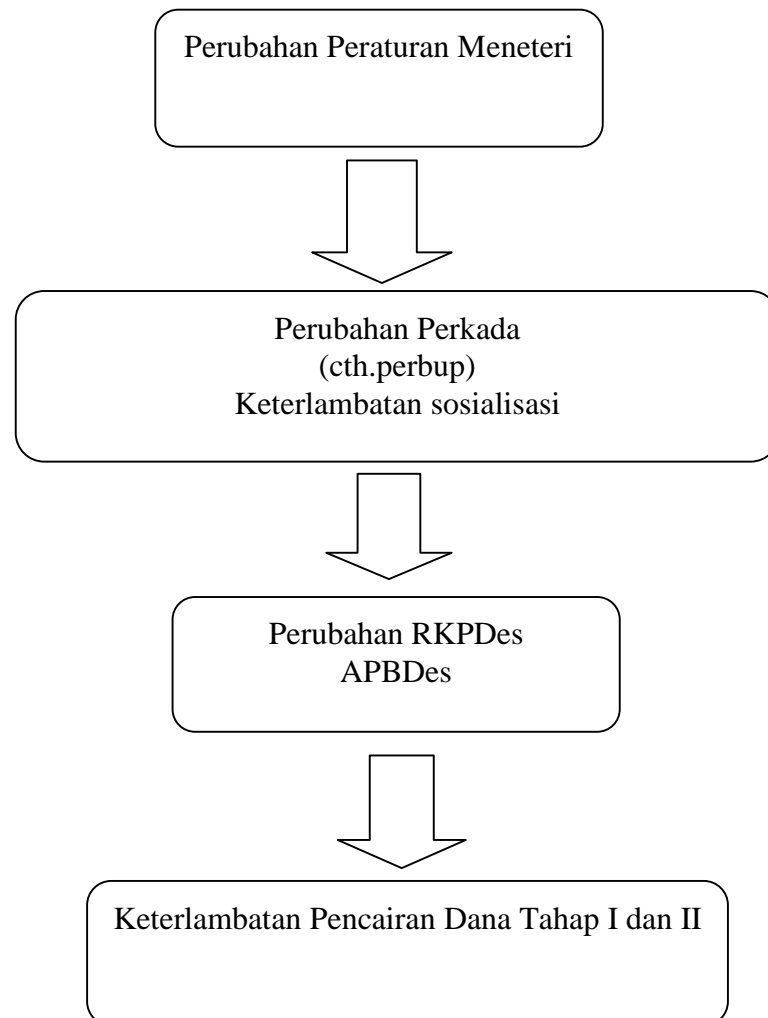 Perubahan Peraturan Meneteri
Perubahan Perkada
(cth.perbup)
Keterlambatan sosialisasi
Perubahan RKPDes
APBDes
Keterlambatan Pencairan Dana Tahap I dan II